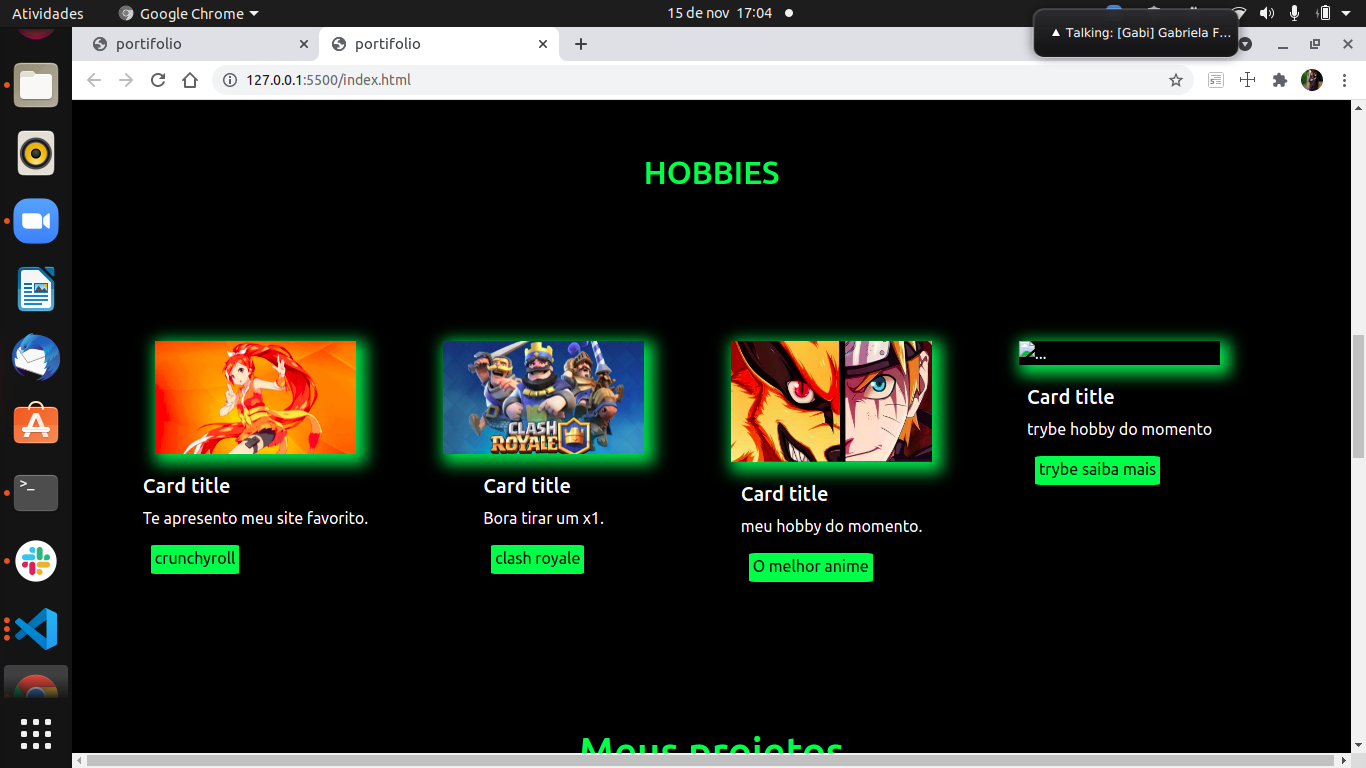 Atividades
Google Chrome
15 de nov 17:04
Talking: [Gabi] Gabriela F...
portifolio
portifolio
127.0.0.1:5500/index.html
HOBBIES
CLASH
ROYALE
...
Card title
Te apresento meu site favorito.
crunchyroll
Card title
Bora tirar um x1.
clash royale
Card title
meu hobby do momento.
O melhor anime
Card title
trybe hobby do momento
trybe saiba mais
Meus projetos